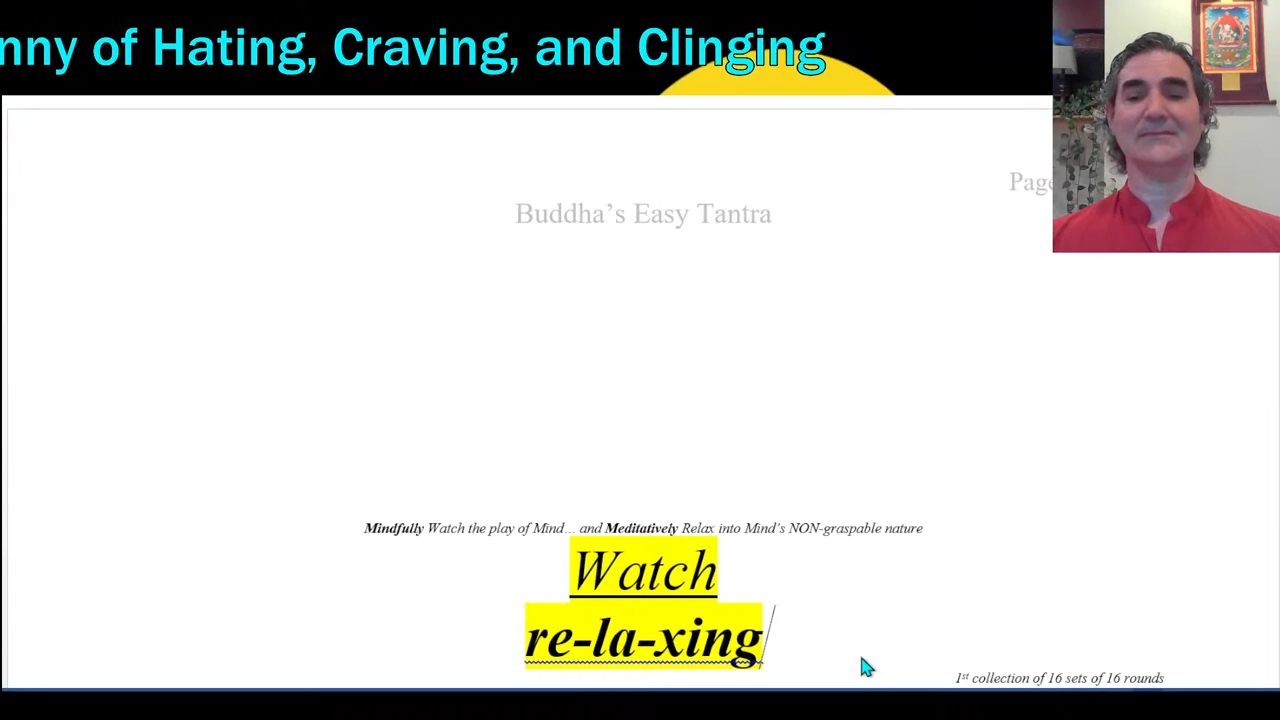 nny of Hating, Craving, and Clinging
Page
Buddha's Easy Tantra
Mindfully Watch the play of Mind… and Meditatively Relax into Mind's NON-graspable nature
Watch
re-la-xing
1st collection of 16 sets of 16 rounds